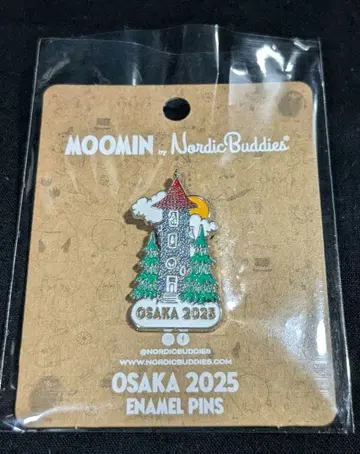 MOOMIN by NordicBuddies®
OSAKA 2025
@NORDICBUDDIES
WWW.NORDICBUDDIES.COM
OSAKA 2025
ENAMEL PINS